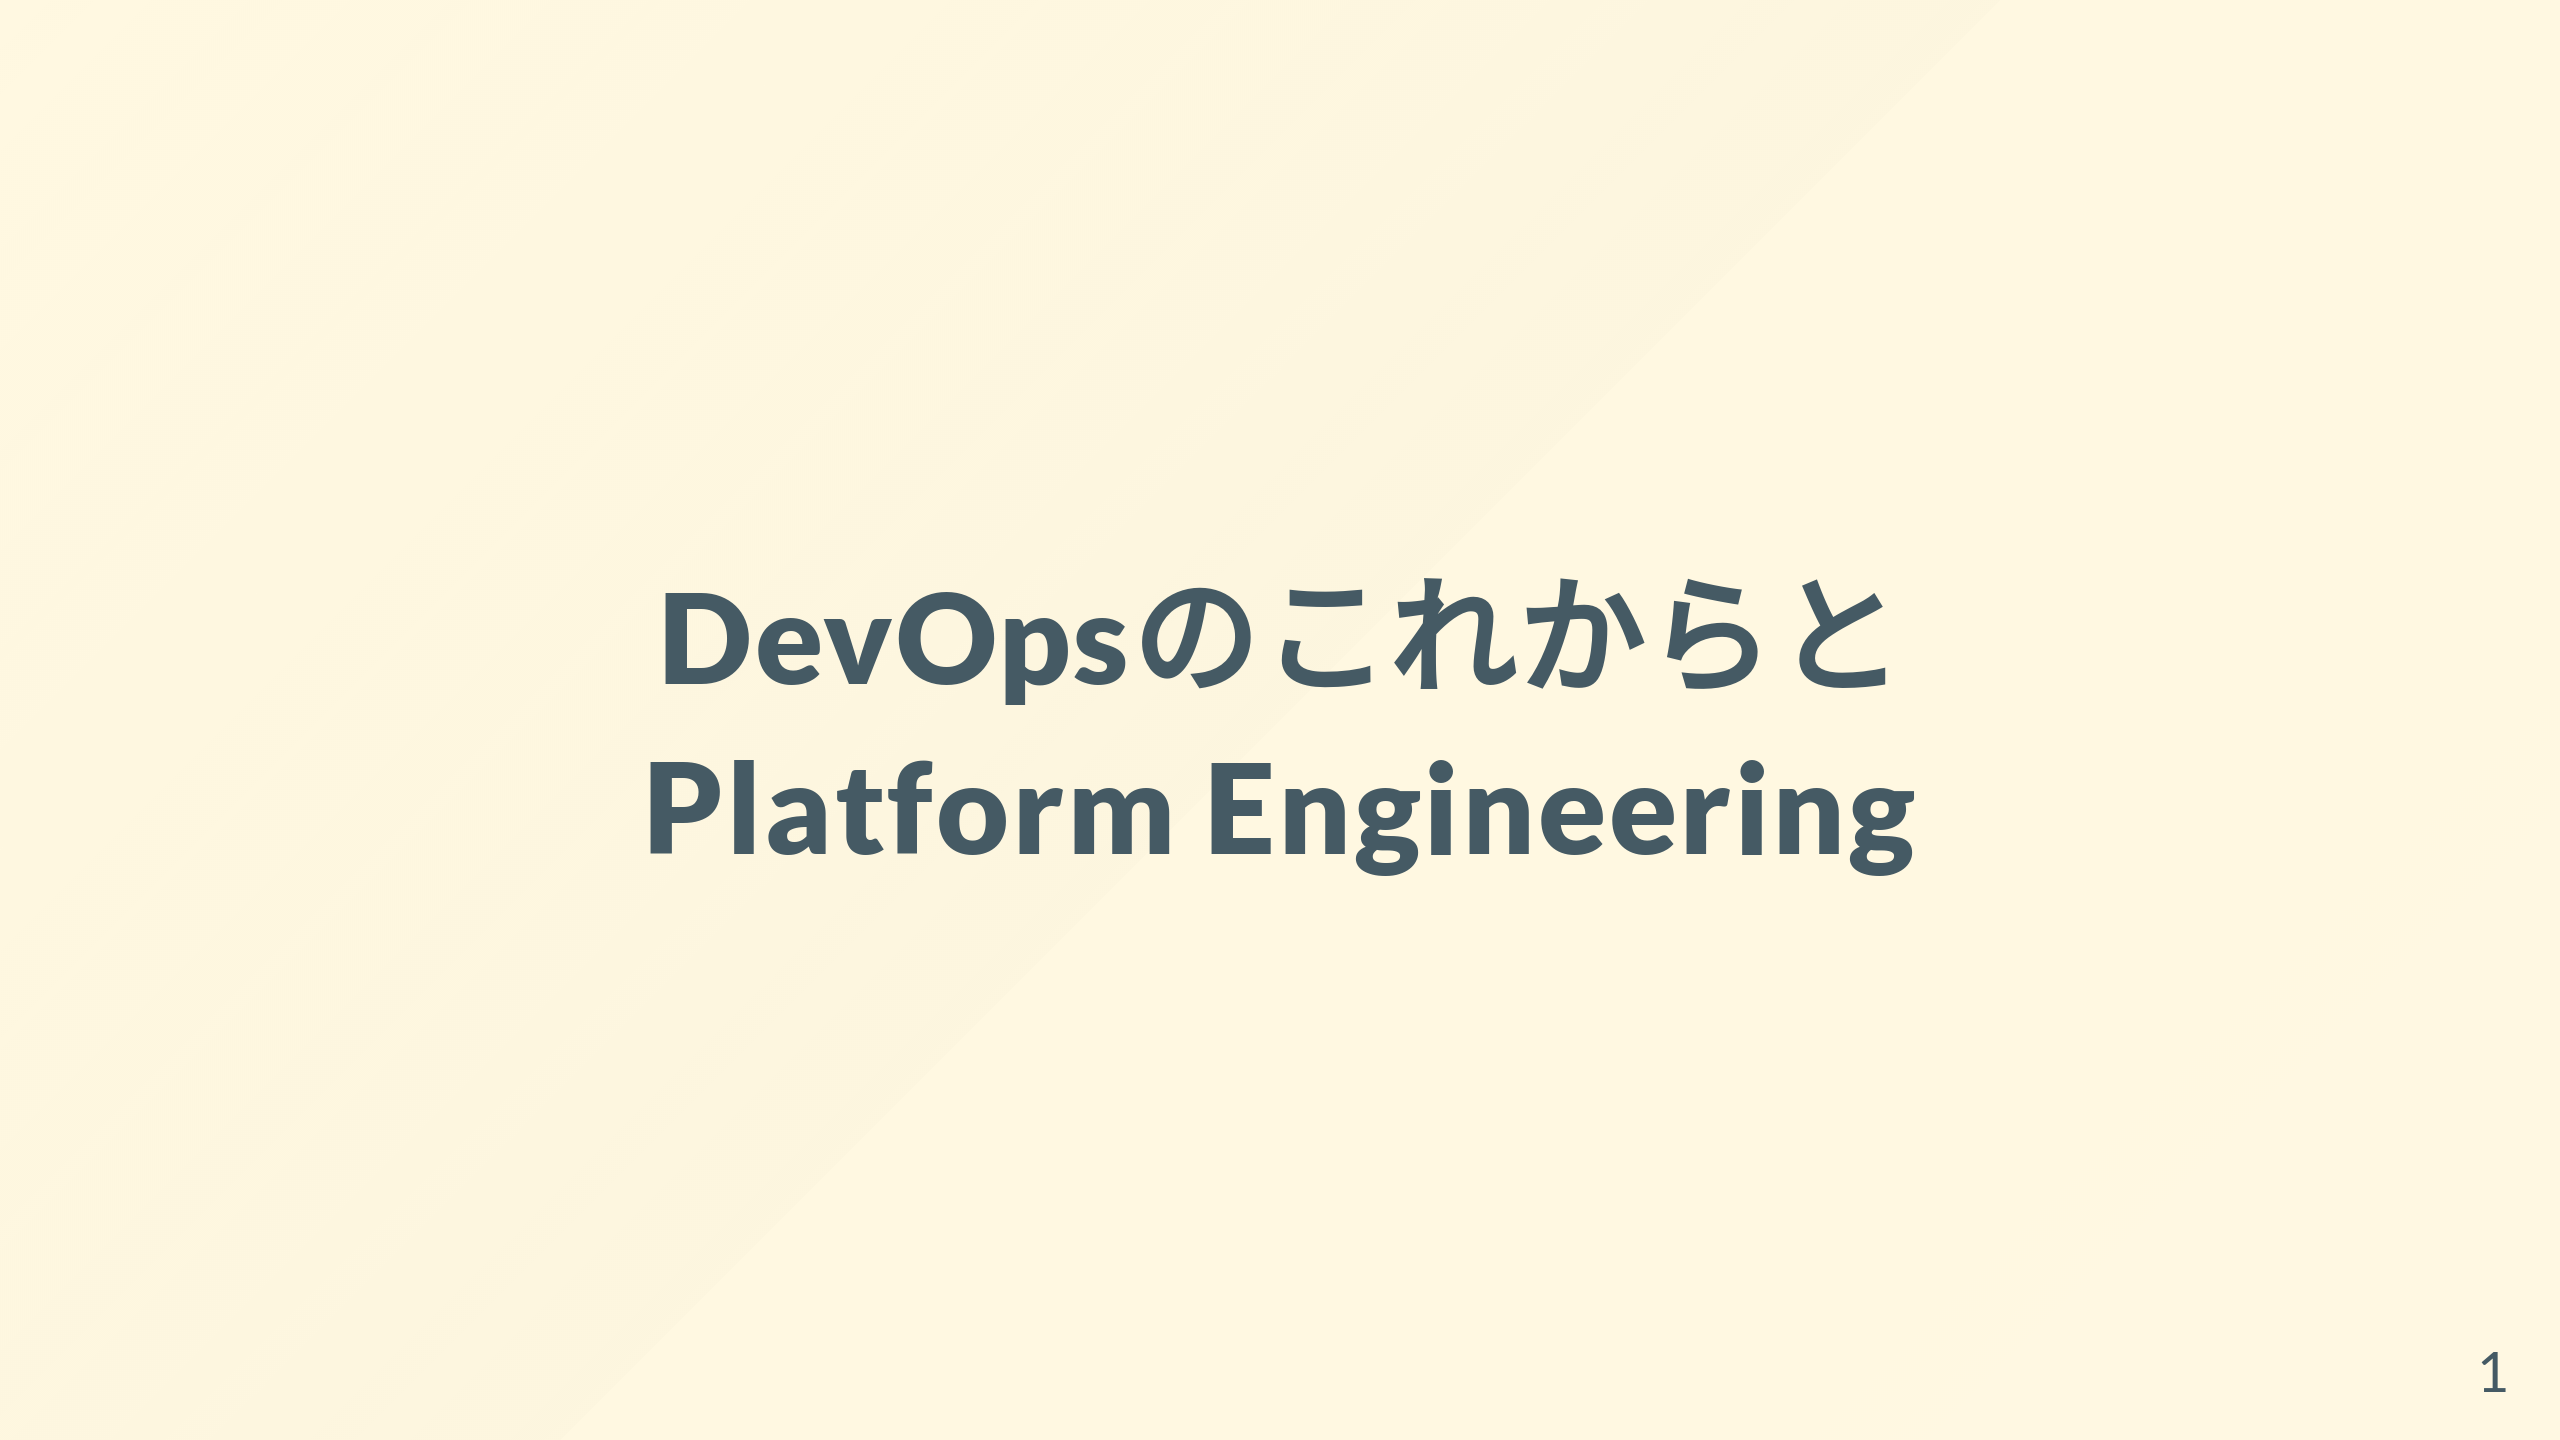 DevOpsのこれからと
Platform Engineering
1